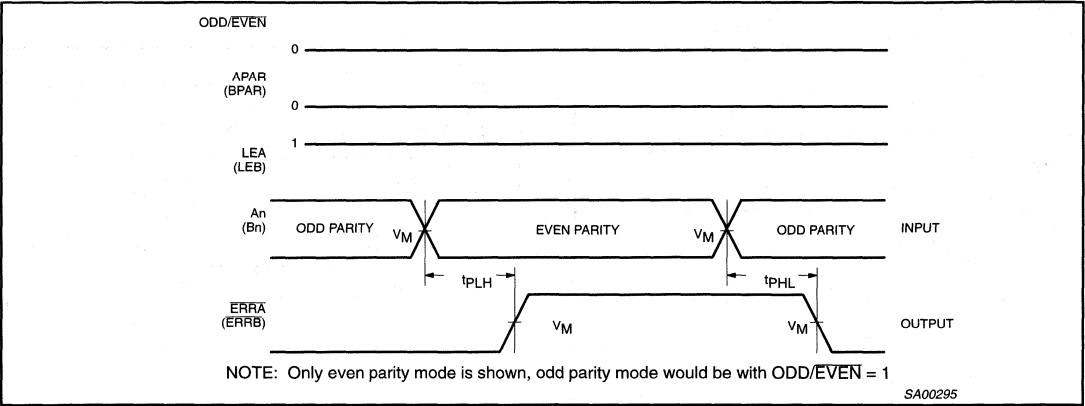 ODD/EVEN
0
APAR
(BPAR)
0
1
LEA
(LEB)
An
(Bn)
ODD PARITY
VM
EVEN PARITY
VM
ODD PARITY
INPUT
tPLH
tPHL
ERRA
(ERRB)
VM
VM
OUTPUT
NOTE: Only even parity mode is shown, odd parity mode would be with ODD/EVEN = 1
SA00295